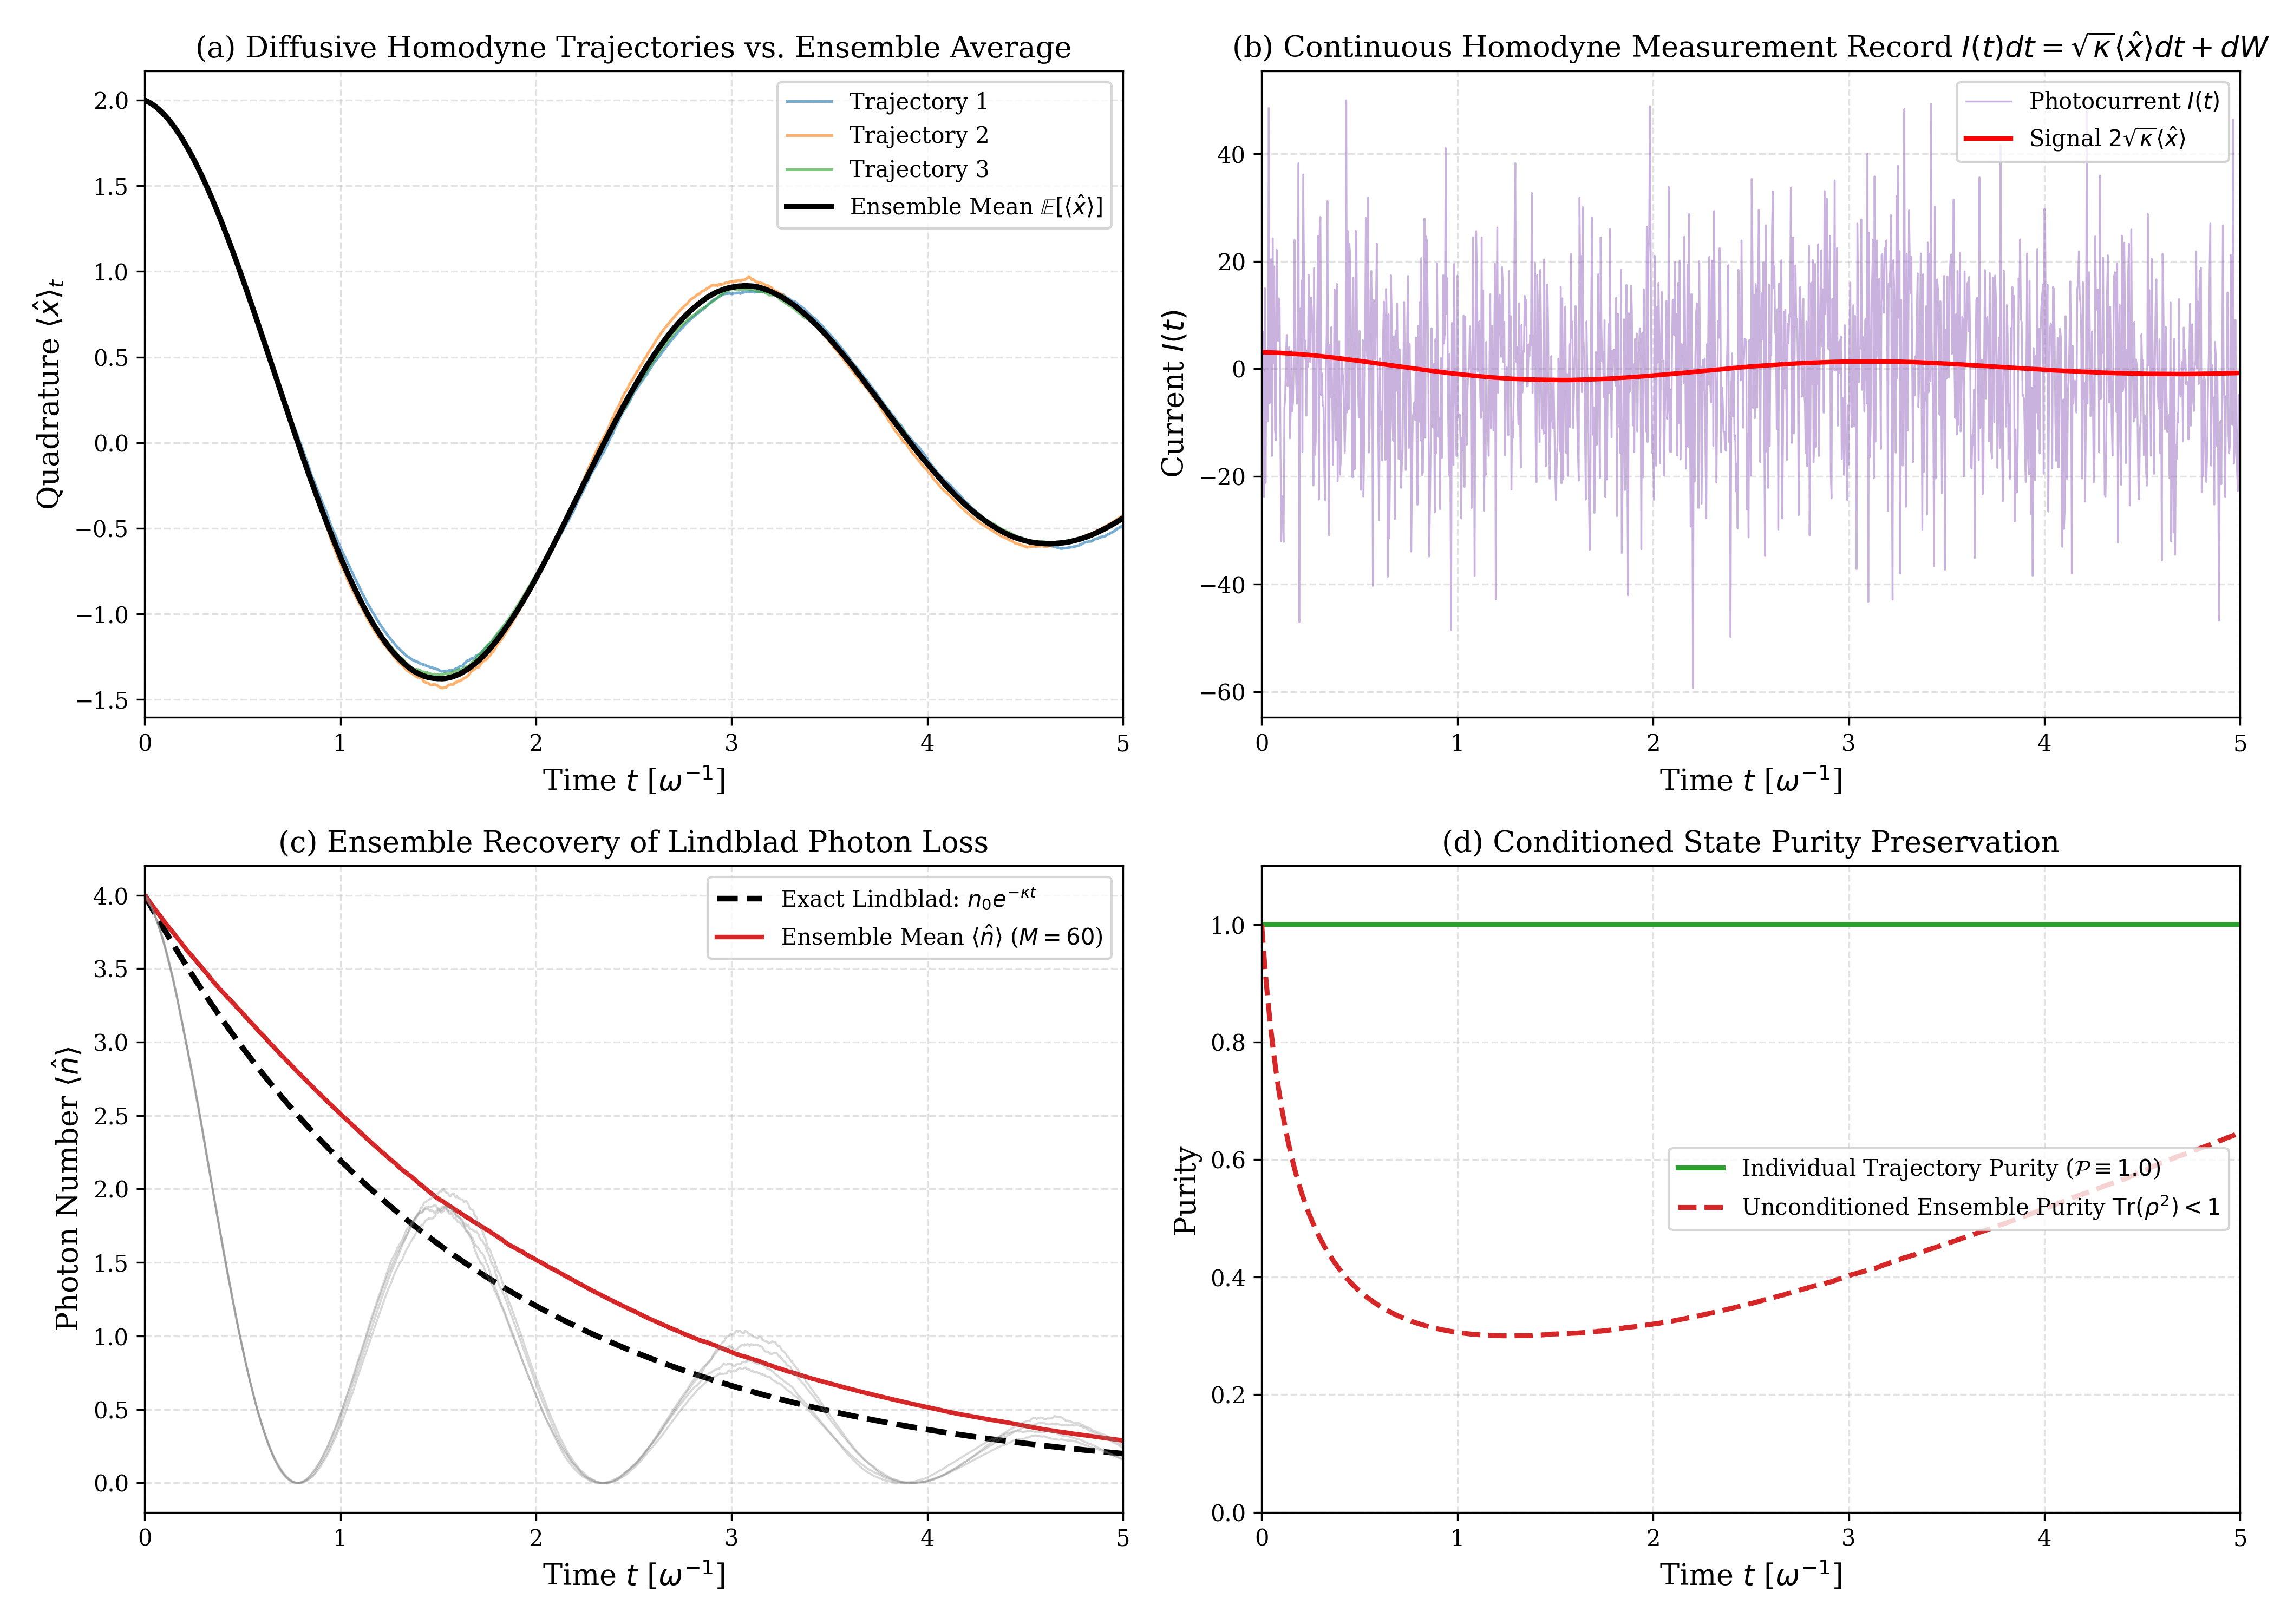 (a) Diffusive Homodyne Trajectories vs. Ensemble Average
Trajectory 1
Trajectory 2
Trajectory 3
Ensemble Mean 𝔼[⟨x̂⟩]
2.0
1.5
1.0
0.5
0.0
−0.5
−1.0
−1.5
Quadrature ⟨x̂⟩ₜ
0 1 2 3 4 5
Time t [ω⁻¹]
(b) Continuous Homodyne Measurement Record I(t)dt = √κ⟨x̂⟩dt + dW
Photocurrent I(t)
Signal 2√κ⟨x̂⟩
40
20
0
−20
−40
−60
Current I(t)
0 1 2 3 4 5
Time t [ω⁻¹]
(c) Ensemble Recovery of Lindblad Photon Loss
Exact Lindblad: n₀e^{−κt}
Ensemble Mean ⟨n̂⟩ (M = 60)
4.0
3.5
3.0
2.5
2.0
1.5
1.0
0.5
0.0
Photon Number ⟨n̂⟩
0 1 2 3 4 5
Time t [ω⁻¹]
(d) Conditioned State Purity Preservation
Individual Trajectory Purity (𝒫 ≡ 1.0)
Unconditioned Ensemble Purity Tr(ρ²) < 1
1.0
0.8
0.6
0.4
0.2
0.0
Purity
0 1 2 3 4 5
Time t [ω⁻¹]